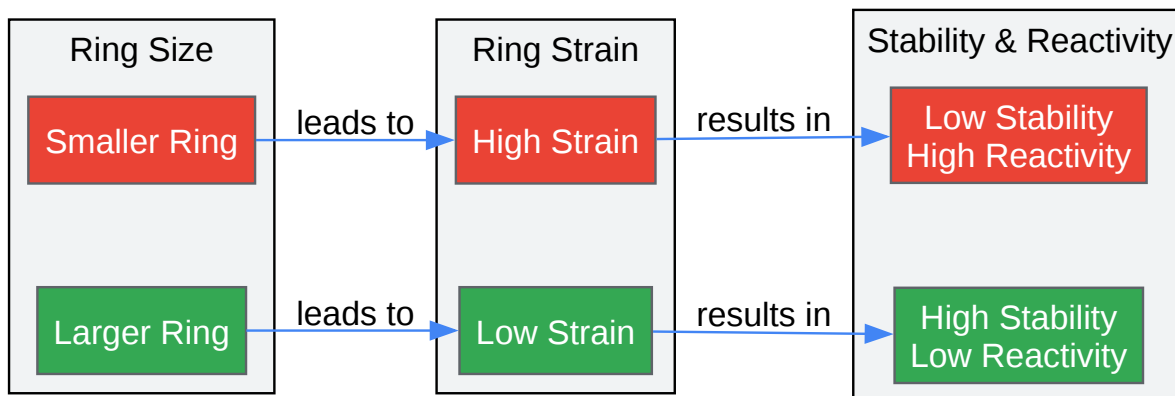 Ring Size
Smaller Ring
Larger Ring
leads to
leads to
Ring Strain
High Strain
Low Strain
results in
results in
Stability & Reactivity
Low Stability
High Reactivity
High Stability
Low Reactivity